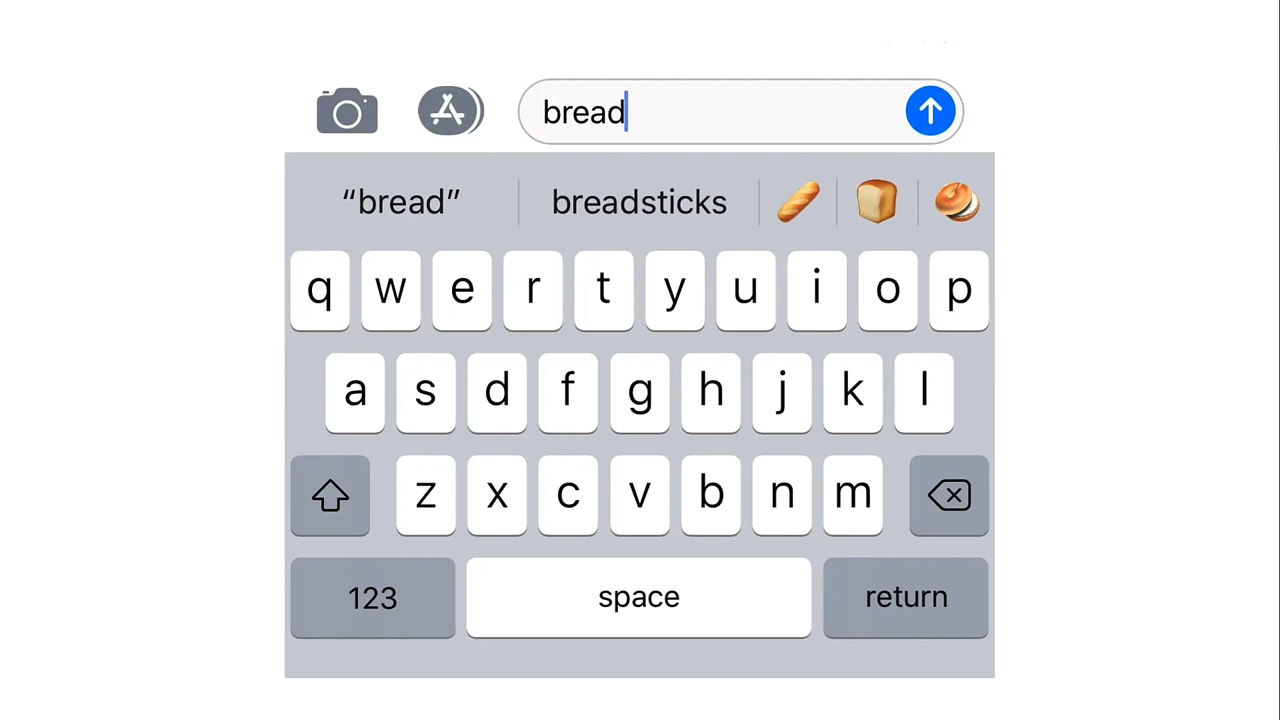 bread
“bread” breadsticks
q w e r t y u i o p
a s d f g h j k l
z x c v b n m
123 space return